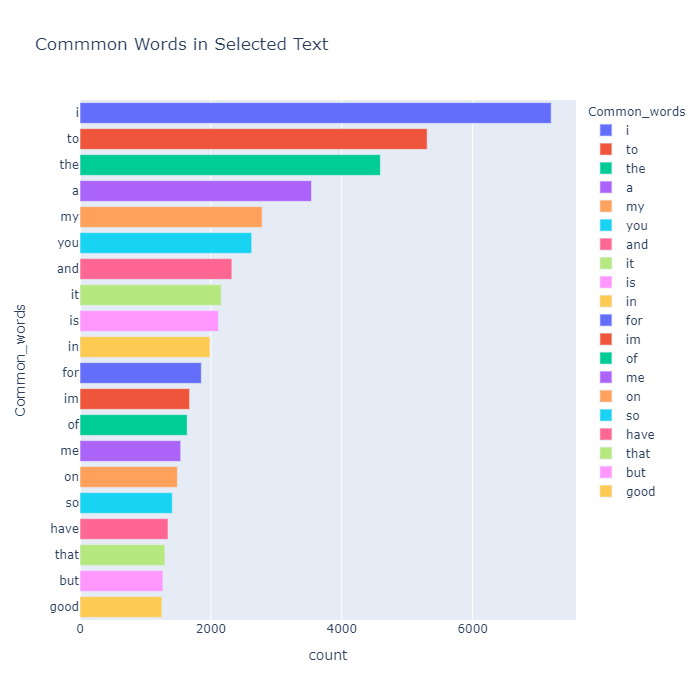 Commmon Words in Selected Text
Common_words
i
to
the
a
my
you
and
it
is
in
for
im
of
me
on
so
have
that
but
good
0 2000 4000 6000
count
Common_words
i
to
the
a
my
you
and
it
is
in
for
im
of
me
on
so
have
that
but
good